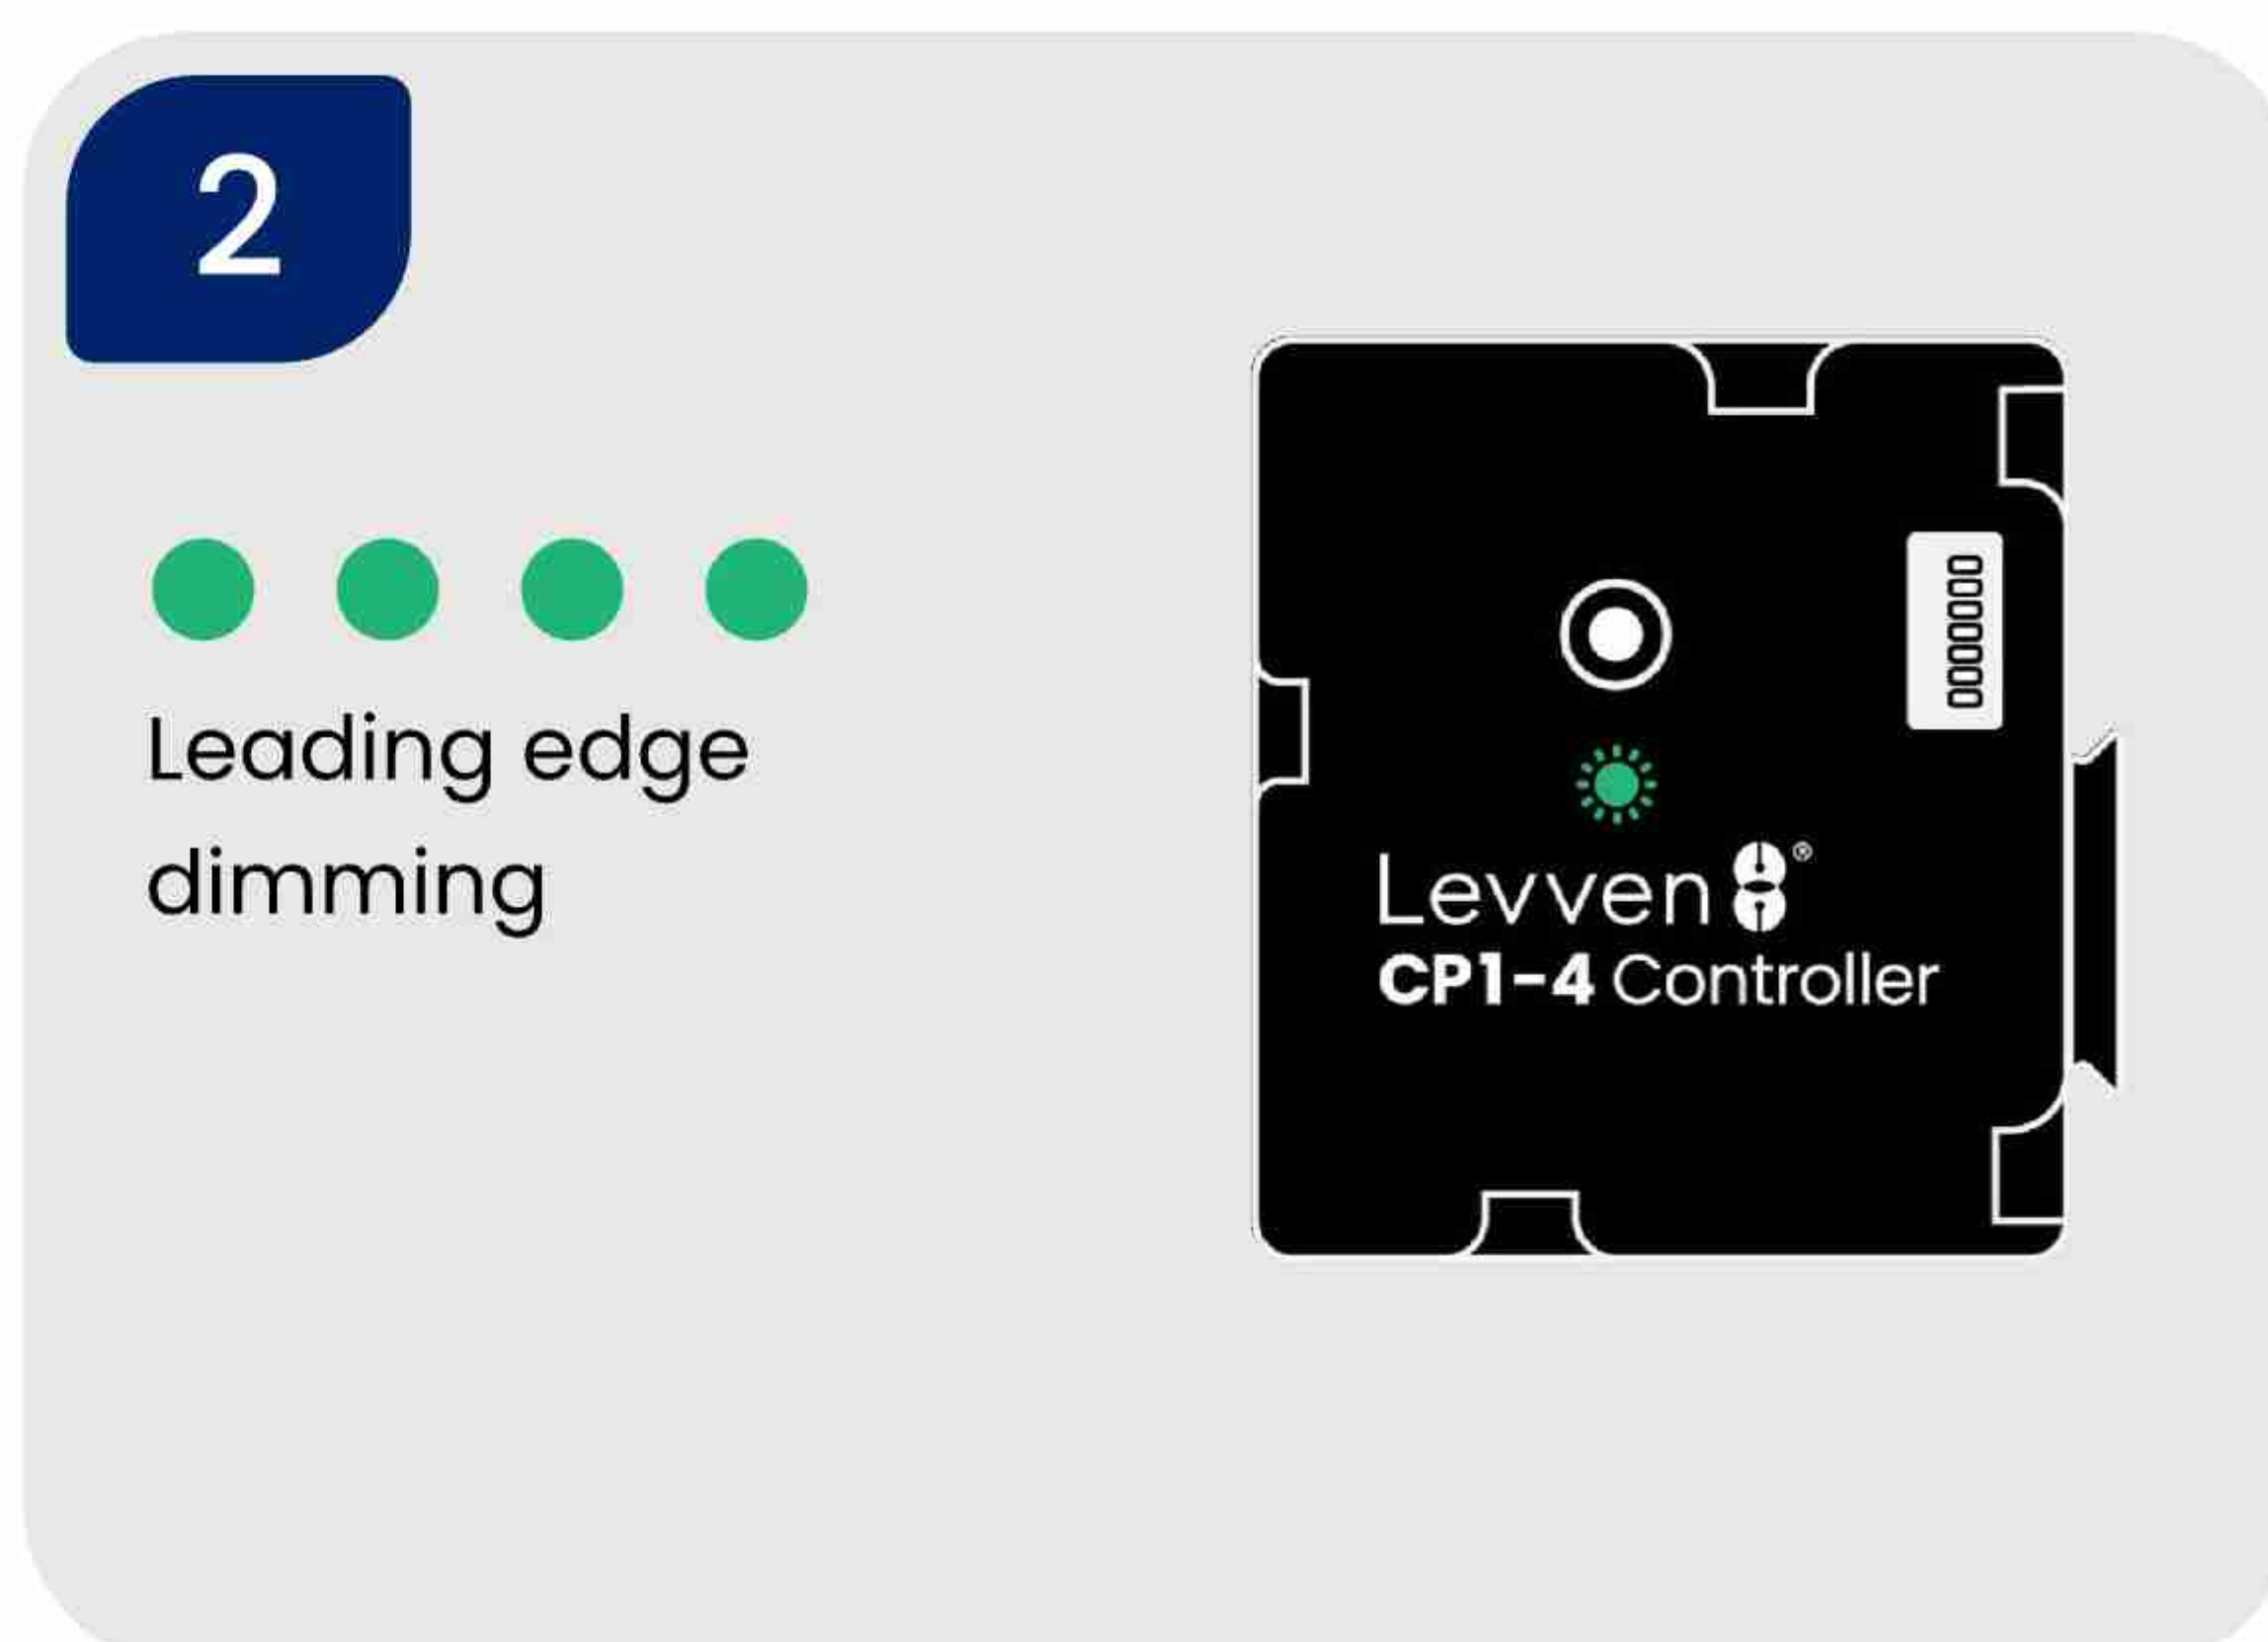 2
Leading edge
dimming
0000000
Levven®
CP1-4 Controller